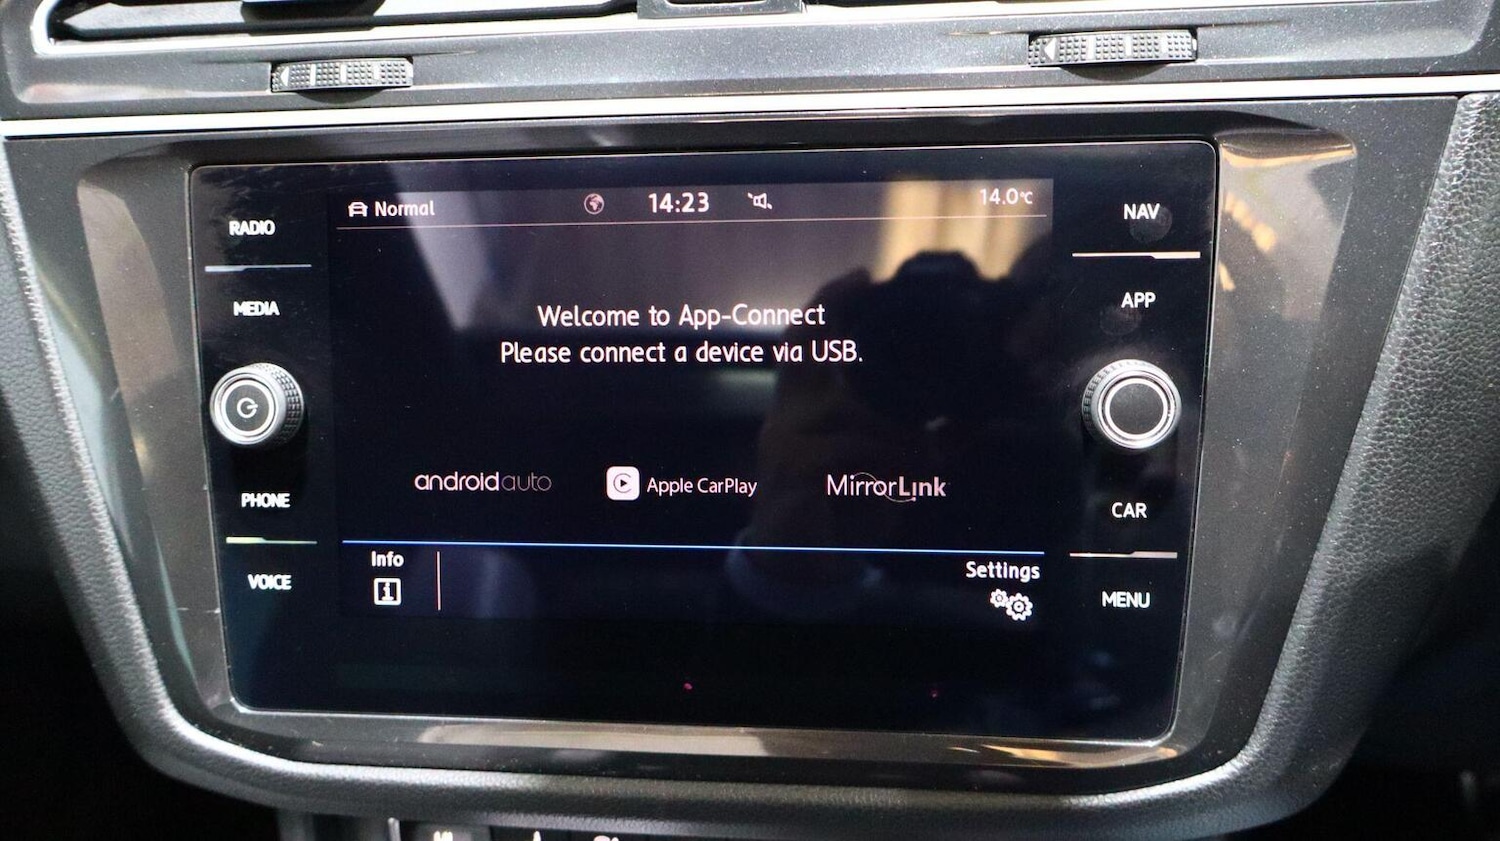 Normal
14:23
14.0°C
RADIO
MEDIA
PHONE
VOICE
Welcome to App-Connect
Please connect a device via USB.
androidauto
Apple CarPlay
MirrorLink
Info
i
Settings
NAV
APP
CAR
MENU